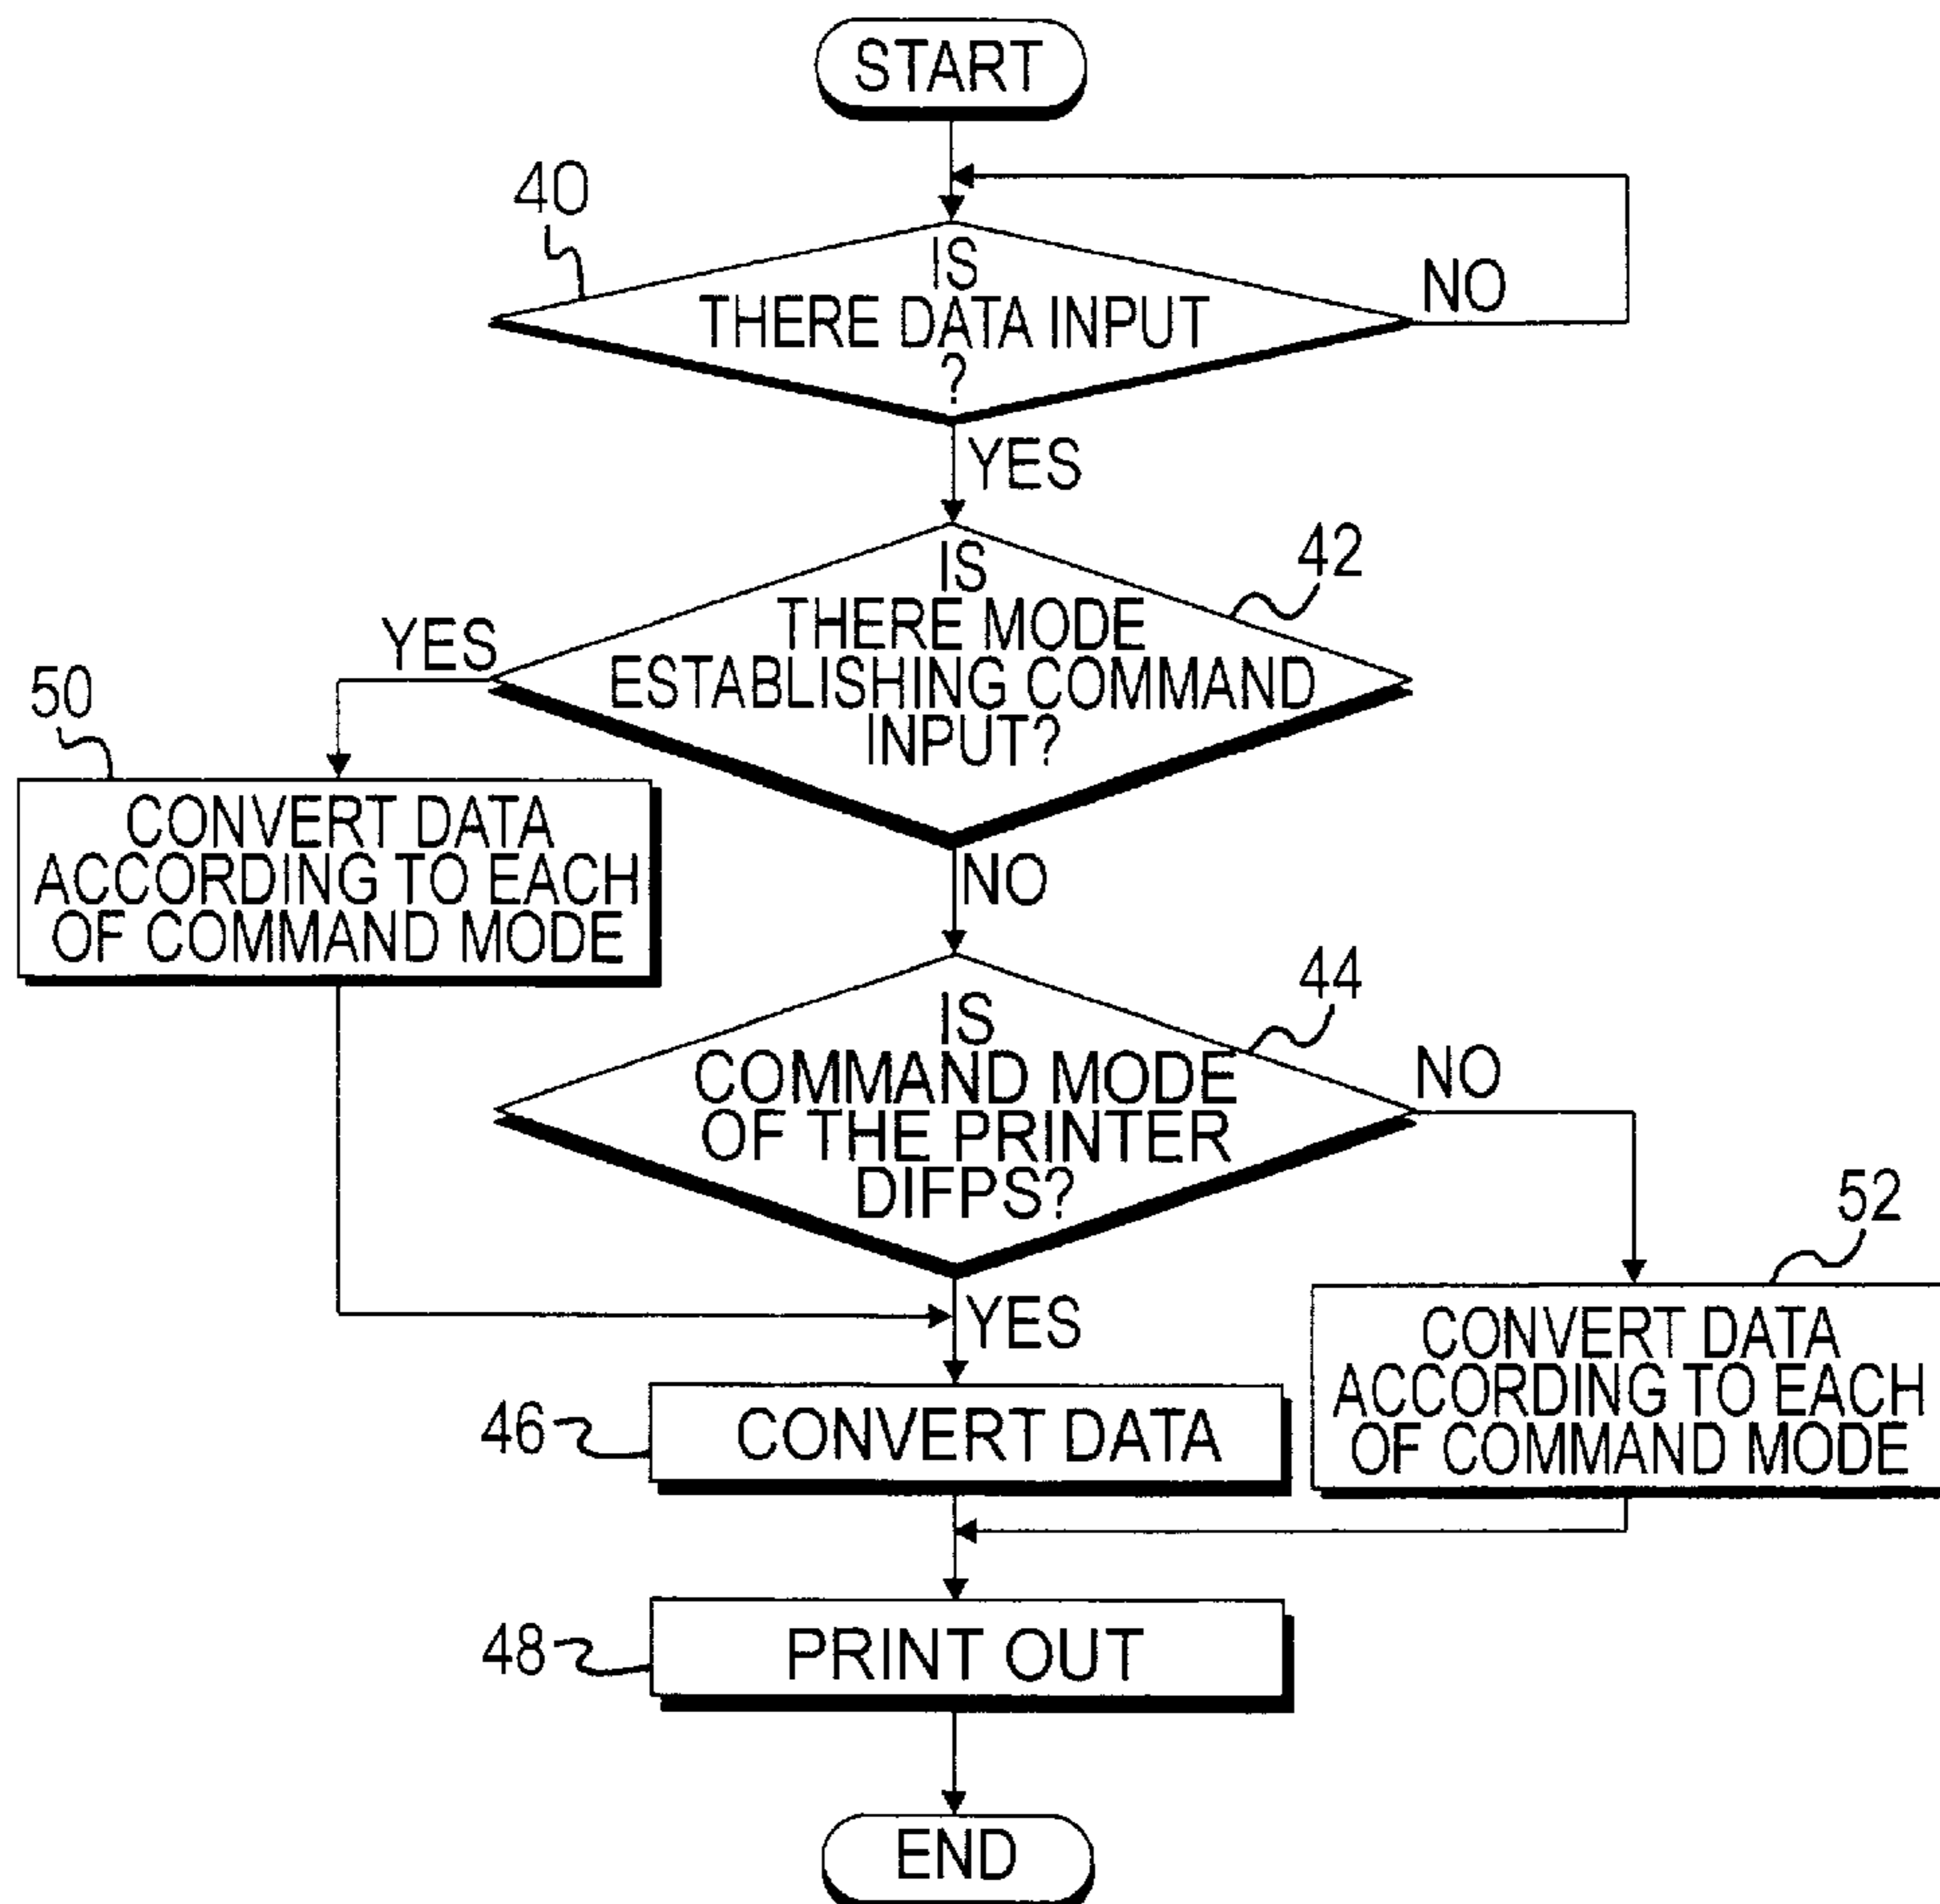 START
40
IS
THERE DATA INPUT
?
NO
YES
42
IS
THERE MODE
ESTABLISHING COMMAND
INPUT?
YES
50
CONVERT DATA
ACCORDING TO EACH
OF COMMAND MODE
NO
44
IS
COMMAND MODE
OF THE PRINTER
DIFPS?
NO
52
YES
CONVERT DATA
ACCORDING TO EACH
OF COMMAND MODE
46
CONVERT DATA
48
PRINT OUT
END